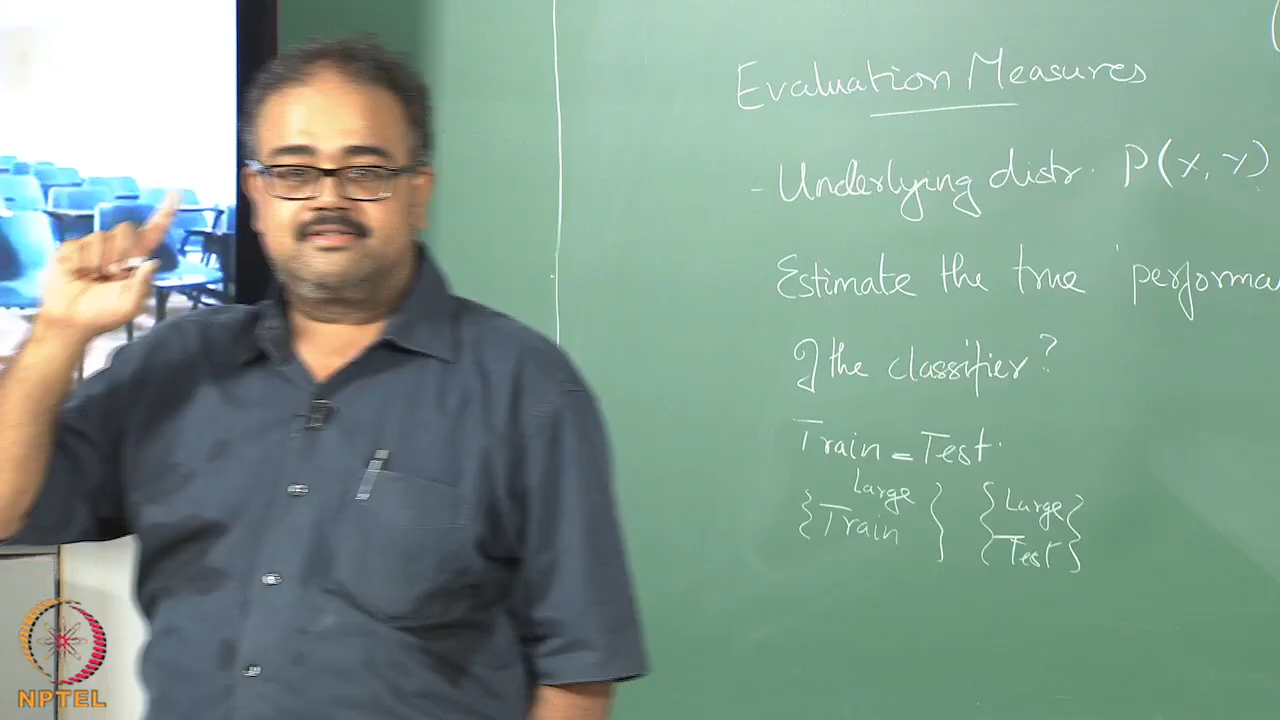 Evaluation Measures
- Underlying distr. P(x, y)
Estimate the true performa
of the classifier?
Train = Test.
{ Large Train } { Large Test }
NPTEL